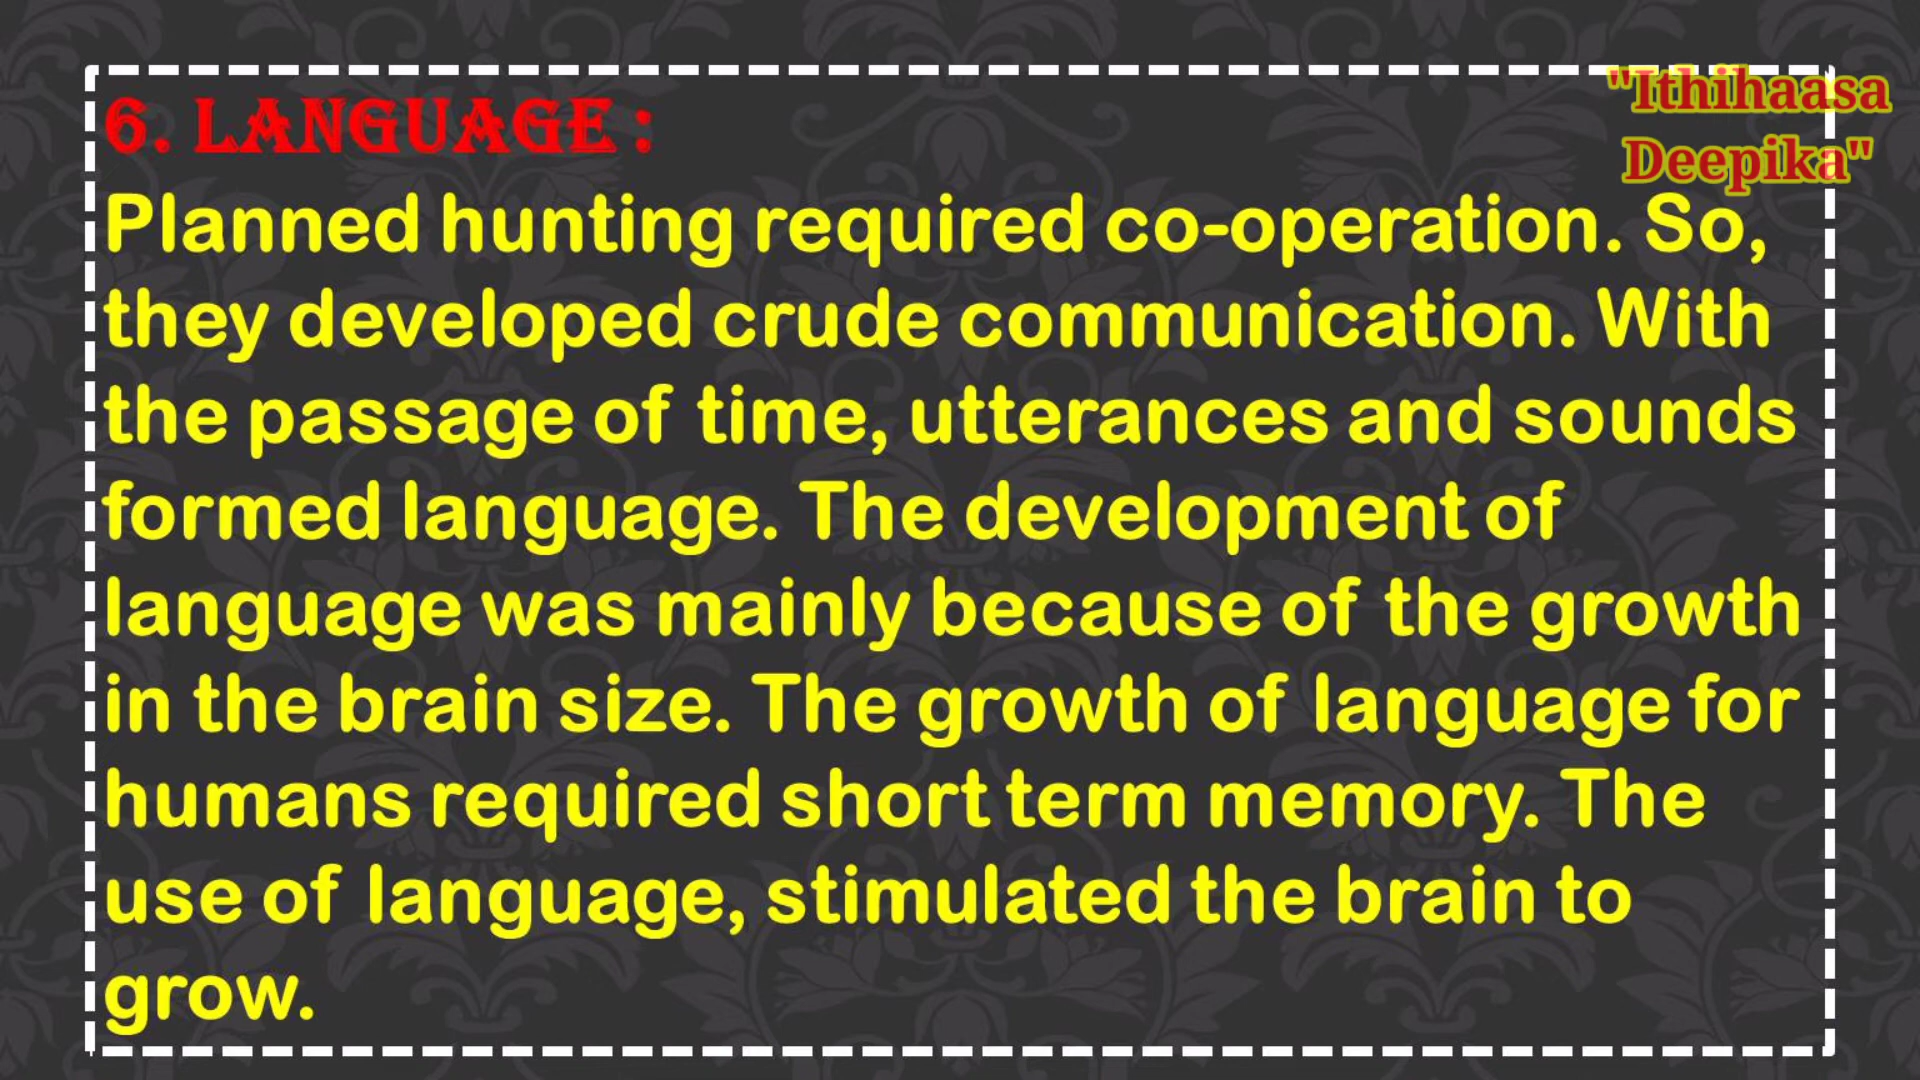 6. LANGUAGE :
"Ithihaasa
Deepika"
Planned hunting required co-operation. So,
they developed crude communication. With
the passage of time, utterances and sounds
formed language. The development of
language was mainly because of the growth
in the brain size. The growth of language for
humans required short term memory. The
use of language, stimulated the brain to
grow.